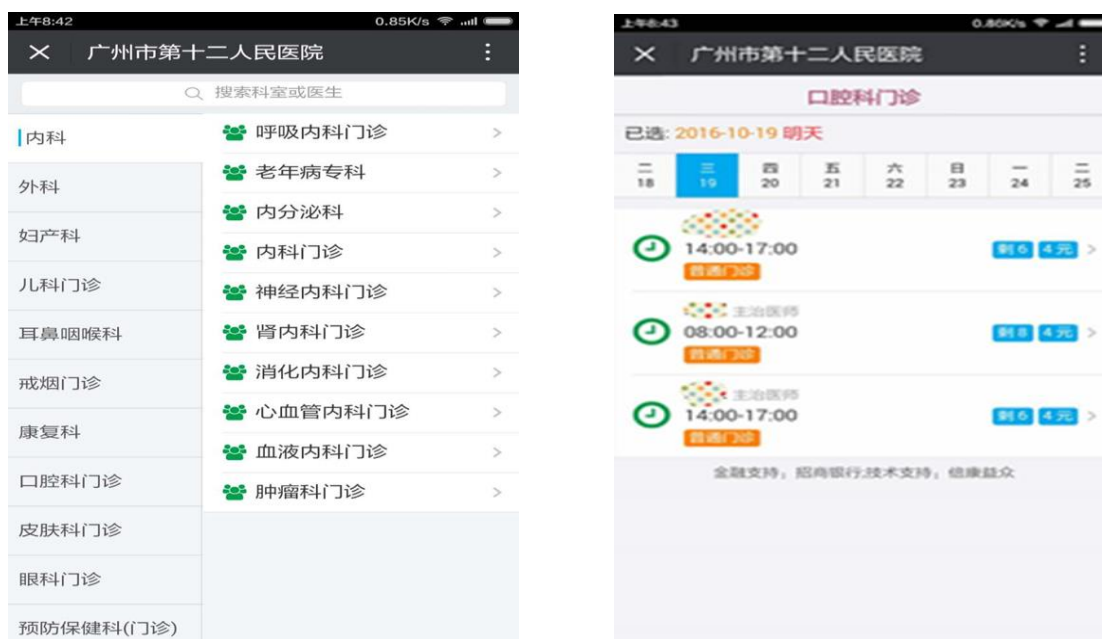 上午8:42
0.85K/s
广州市第十二人民医院
搜索科室或医生
内科
外科
妇产科
儿科门诊
耳鼻咽喉科
戒烟门诊
康复科
口腔科门诊
皮肤科门诊
眼科门诊
预防保健科(门诊)
呼吸内科门诊
老年病专科
内分泌科
内科门诊
神经内科门诊
肾内科门诊
消化内科门诊
心血管内科门诊
血液内科门诊
肿瘤科门诊
上午8:43
0.80K/s
广州市第十二人民医院
口腔科门诊
已选: 2016-10-19 明天
二 三 四 五 六 日 一 二
18 19 20 21 22 23 24 25
14:00-17:00 剩6 4元
普通门诊
主治医师
08:00-12:00 剩8 4元
普通门诊
主治医师
14:00-17:00 剩6 4元
普通门诊
金融支持：招商银行;技术支持：倍康益众